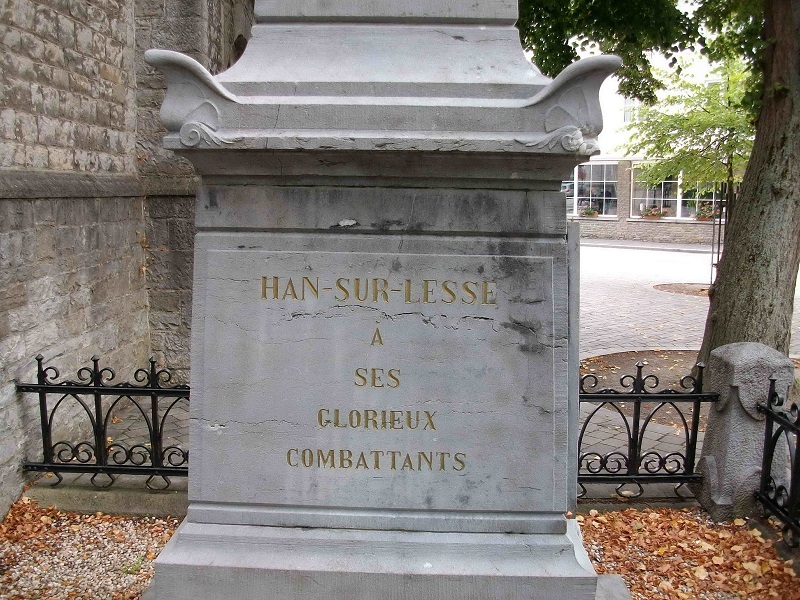 HAN-SUR-LESSE
À
SES
GLORIEUX
COMBATTANTS